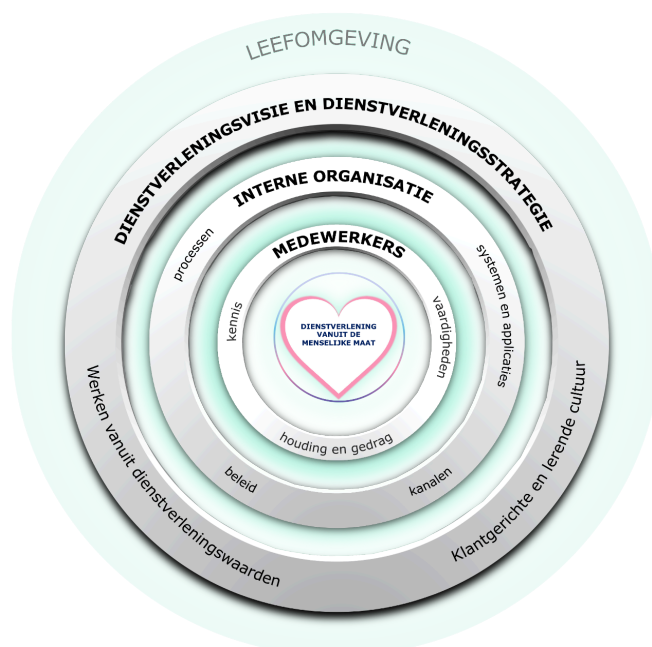 LEEFOMGEVING
DIENSTVERLENINGSVISIE EN DIENSTVERLENINGSSTRATEGIE
INTERNE ORGANISATIE
processen
systemen en applicaties
MEDEWERKERS
kennis
vaardigheden
DIENSTVERLENING
VANUIT DE
MENSELIJKE MAAT
houding en gedrag
beleid
kanalen
Werken vanuit dienstverleningswaarden
Klantgerichte en lerende cultuur